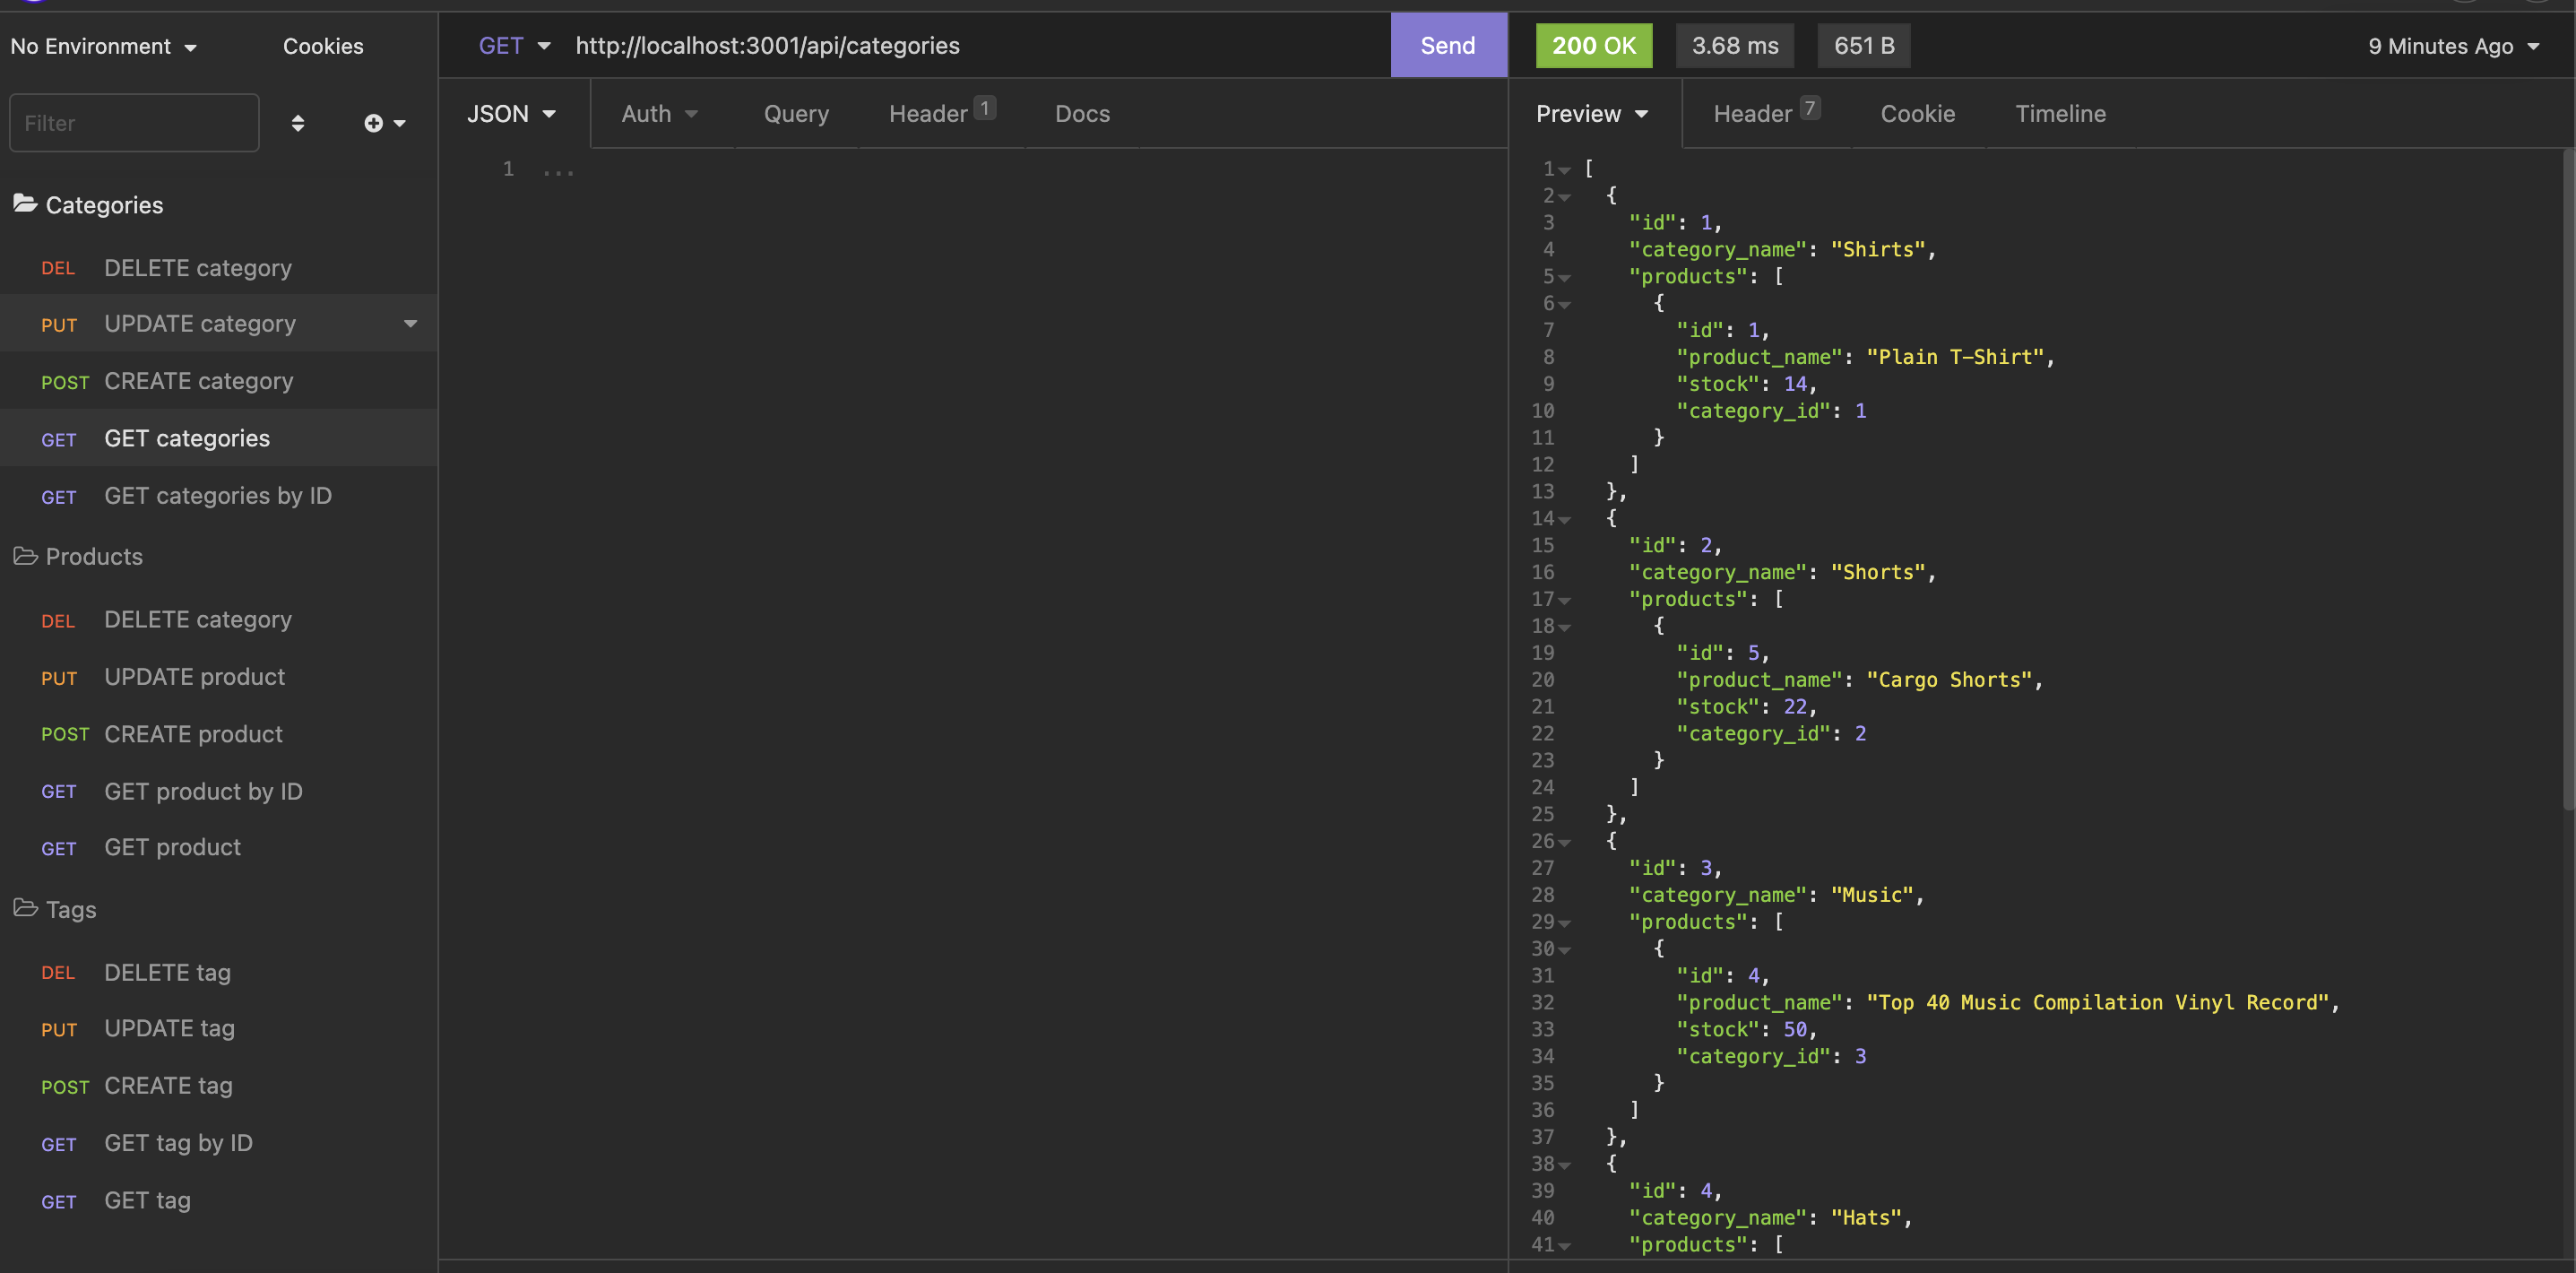 No Environment
Cookies
Filter
Categories
DEL DELETE category
PUT UPDATE category
POST CREATE category
GET GET categories
GET GET categories by ID
Products
DEL DELETE category
PUT UPDATE product
POST CREATE product
GET GET product by ID
GET GET product
Tags
DEL DELETE tag
PUT UPDATE tag
POST CREATE tag
GET GET tag by ID
GET GET tag
GET http://localhost:3001/api/categories Send
JSON Auth Query Header 1 Docs
1 ...
200 OK 3.68 ms 651 B 9 Minutes Ago
Preview Header 7 Cookie Timeline
1 [
2 {
3 "id": 1,
4 "category_name": "Shirts",
5 "products": [
6 {
7 "id": 1,
8 "product_name": "Plain T-Shirt",
9 "stock": 14,
10 "category_id": 1
11 }
12 ]
13 },
14 {
15 "id": 2,
16 "category_name": "Shorts",
17 "products": [
18 {
19 "id": 5,
20 "product_name": "Cargo Shorts",
21 "stock": 22,
22 "category_id": 2
23 }
24 ]
25 },
26 {
27 "id": 3,
28 "category_name": "Music",
29 "products": [
30 {
31 "id": 4,
32 "product_name": "Top 40 Music Compilation Vinyl Record",
33 "stock": 50,
34 "category_id": 3
35 }
36 ]
37 },
38 {
39 "id": 4,
40 "category_name": "Hats",
41 "products": [